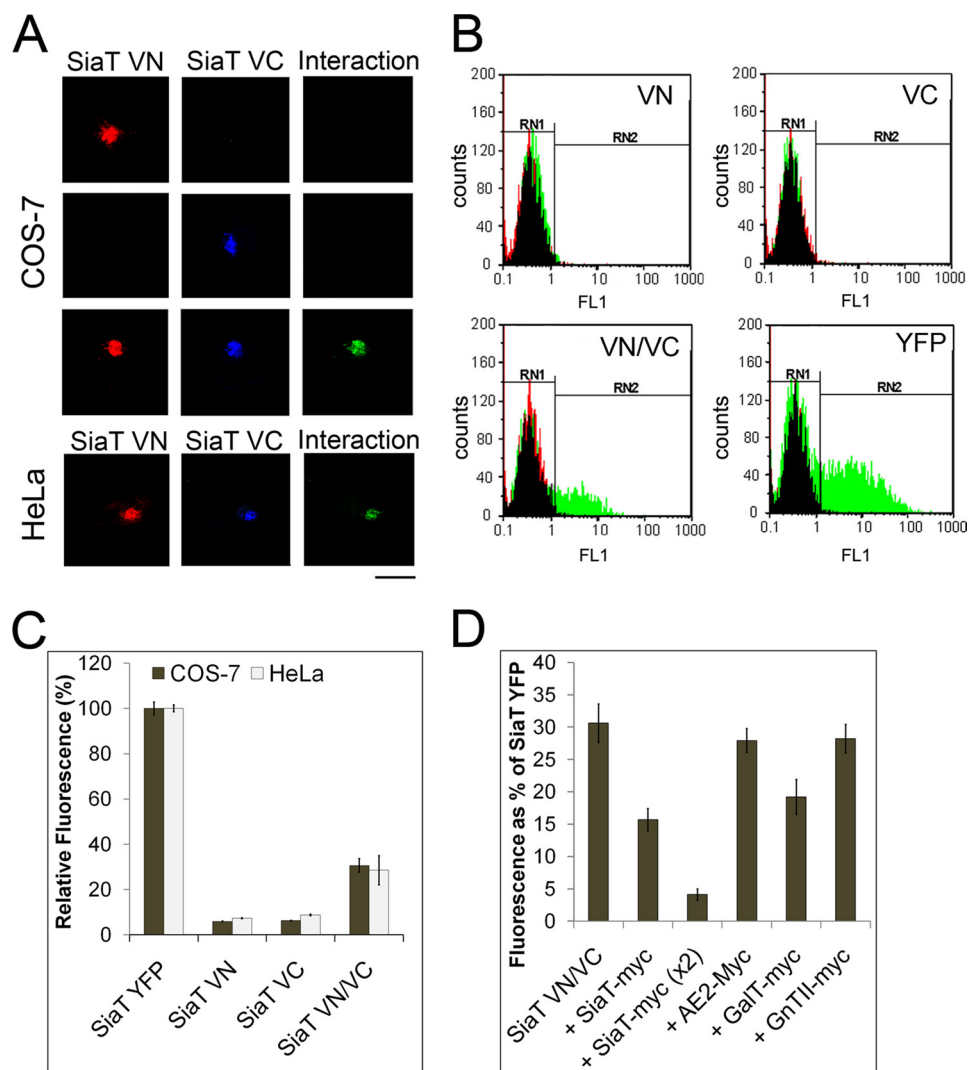 A
SiaT VN SiaT VC Interaction
COS-7
SiaT VN SiaT VC Interaction
HeLa
B
200
160
120
80
40
0
counts
VN
RN1
RN2
0.1 1 10 100 1000
FL1
200
160
120
80
40
0
counts
VC
RN1
RN2
0.1 1 10 100 1000
FL1
200
160
120
80
40
0
counts
VN/VC
RN1
RN2
0.1 1 10 100 1000
FL1
200
160
120
80
40
0
counts
YFP
RN1
RN2
0.1 1 10 100 1000
FL1
C
Relative Fluorescence (%)
120
100
80
60
40
20
0
COS-7 HeLa
SiaT YFP
SiaT VN
SiaT VC
SiaT VN/VC
D
Fluorescence as % of SiaT YFP
40
35
30
25
20
15
10
5
0
SiaT VN/VC
+ SiaT-myc
+ SiaT-myc (x2)
+ AE2-Myc
+ GalT-myc
+ GnTII-myc